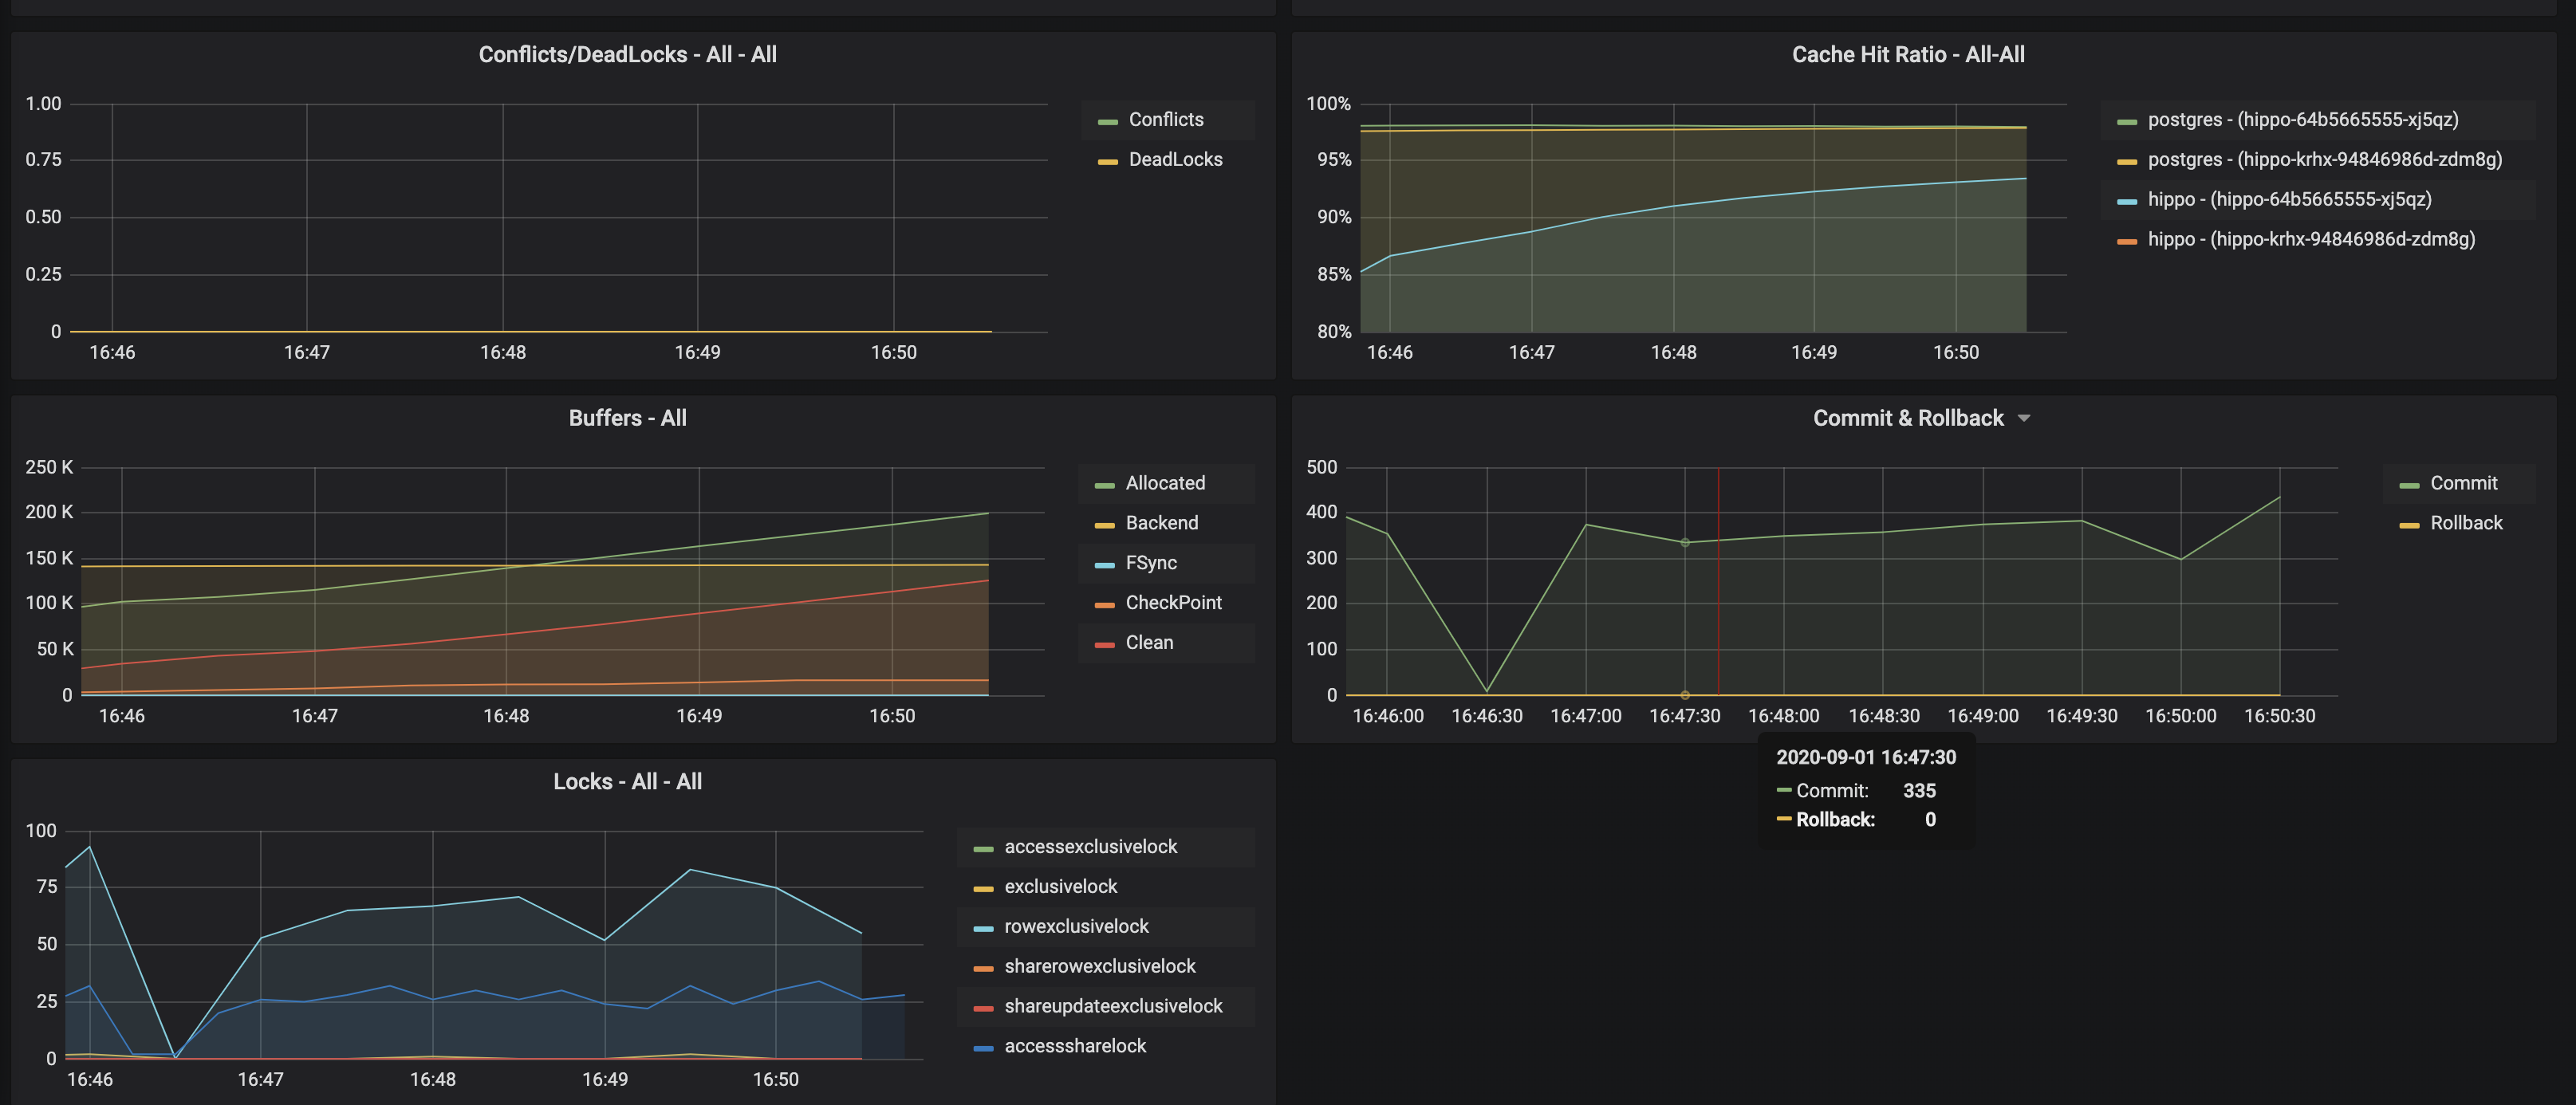 Conflicts/DeadLocks - All - All
1.00
0.75
0.50
0.25
0
16:46 16:47 16:48 16:49 16:50
Conflicts
DeadLocks
Cache Hit Ratio - All-All
100%
95%
90%
85%
80%
16:46 16:47 16:48 16:49 16:50
postgres - (hippo-64b5665555-xj5qz)
postgres - (hippo-krhx-94846986d-zdm8g)
hippo - (hippo-64b5665555-xj5qz)
hippo - (hippo-krhx-94846986d-zdm8g)
Buffers - All
250 K
200 K
150 K
100 K
50 K
0
16:46 16:47 16:48 16:49 16:50
Allocated
Backend
FSync
CheckPoint
Clean
Commit & Rollback
500
400
300
200
100
0
16:46:00 16:46:30 16:47:00 16:47:30 16:48:00 16:48:30 16:49:00 16:49:30 16:50:00 16:50:30
Commit
Rollback
2020-09-01 16:47:30
Commit: 335
Rollback: 0
Locks - All - All
100
75
50
25
0
16:46 16:47 16:48 16:49 16:50
accessexclusivelock
exclusivelock
rowexclusivelock
sharerowexclusivelock
shareupdateexclusivelock
accesssharelock